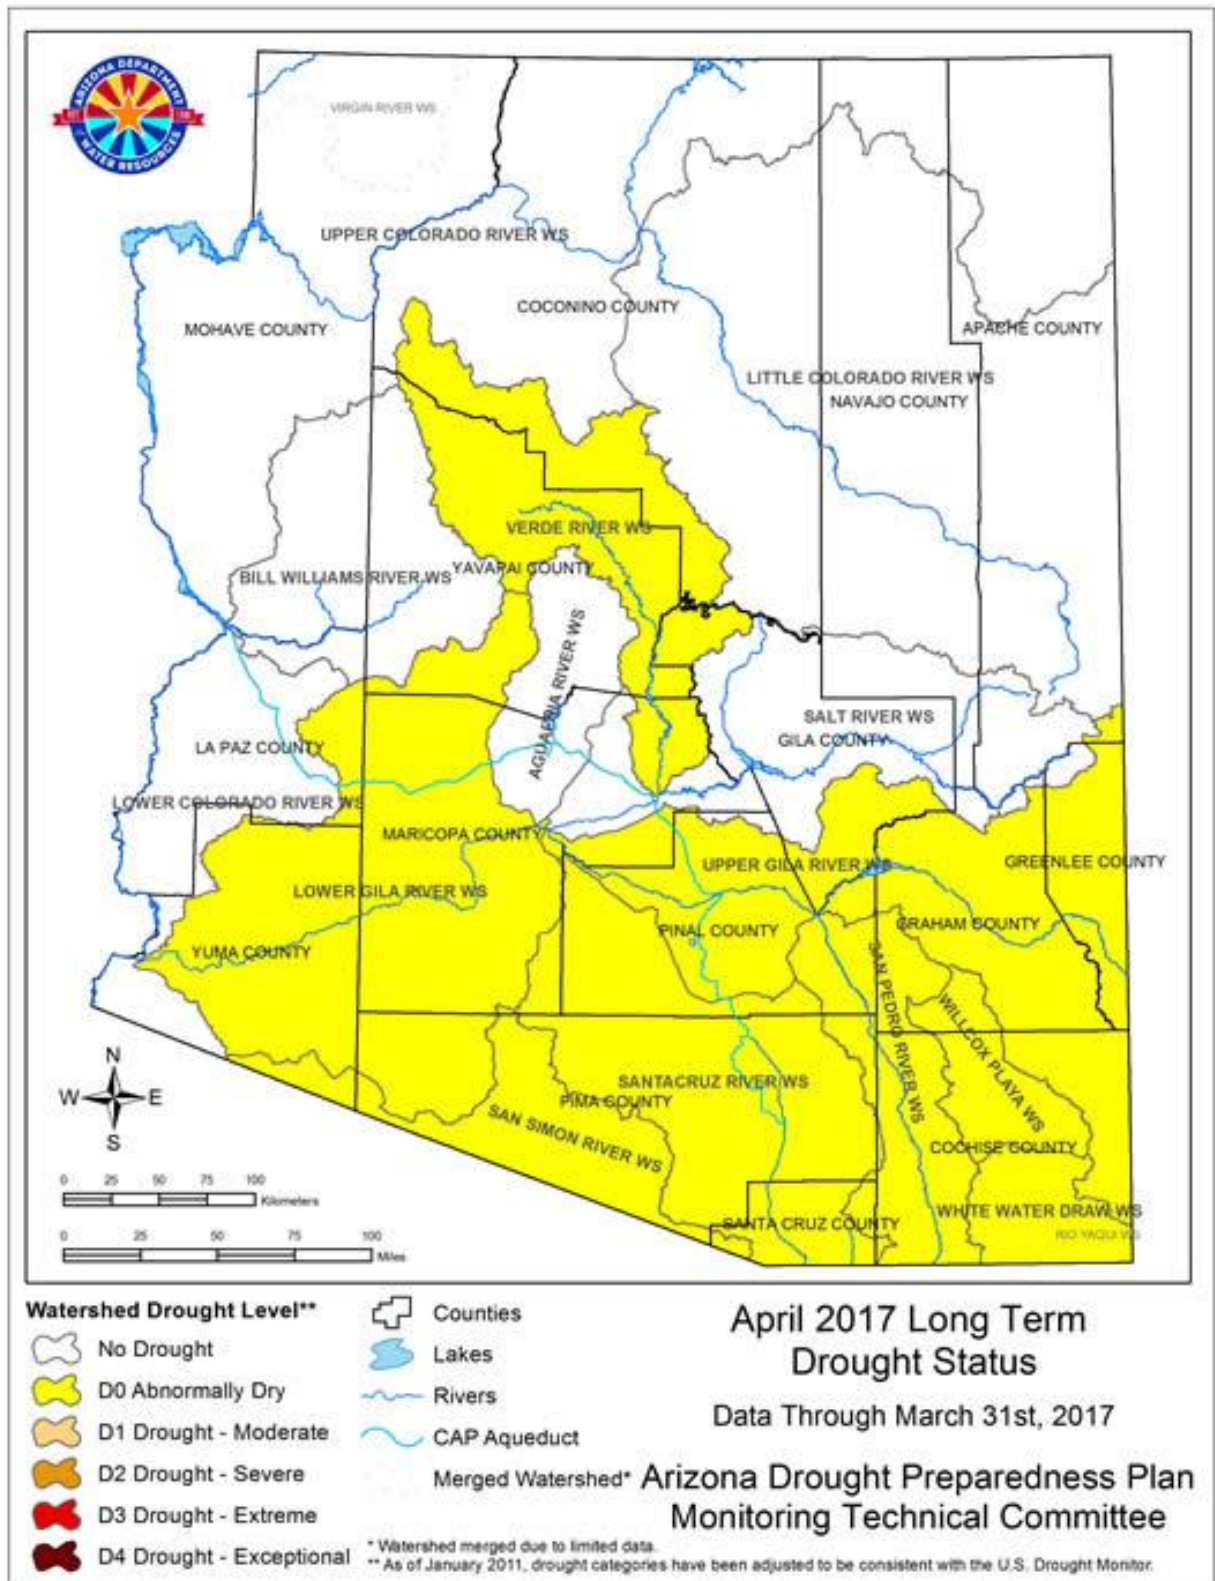 ARIZONA DEPARTMENT
of WATER RESOURCES
VIRGIN RIVER WS
UPPER COLORADO RIVER WS
COCONINO COUNTY
MOHAVE COUNTY
APACHE COUNTY
LITTLE COLORADO RIVER WS
NAVAJO COUNTY
VERDE RIVER WS
YAVAPAI COUNTY
BILL WILLIAMS RIVER WS
AGUAFRIA RIVER WS
SALT RIVER WS
GILA COUNTY
LA PAZ COUNTY
LOWER COLORADO RIVER WS
MARICOPA COUNTY
UPPER GILA RIVER WS
GREENLEE COUNTY
LOWER GILA RIVER WS
GRAHAM COUNTY
PINAL COUNTY
YUMA COUNTY
SAN PEDRO RIVER WS
WILLCOX PLAYA WS
SANTACRUZ RIVER WS
PIMA COUNTY
SAN SIMON RIVER WS
COCHISE COUNTY
WHITE WATER DRAW WS
SANTA CRUZ COUNTY
RIO YAQUI WS
N
W E
S
0 25 50 75 100
Kilometers
0 25 50 75 100
Miles
Watershed Drought Level**
No Drought
D0 Abnormally Dry
D1 Drought - Moderate
D2 Drought - Severe
D3 Drought - Extreme
D4 Drought - Exceptional
Counties
Lakes
Rivers
CAP Aqueduct
Merged Watershed*
April 2017 Long Term
Drought Status
Data Through March 31st, 2017
Arizona Drought Preparedness Plan
Monitoring Technical Committee
* Watershed merged due to limited data.
** As of January 2011, drought categories have been adjusted to be consistent with the U.S. Drought Monitor.